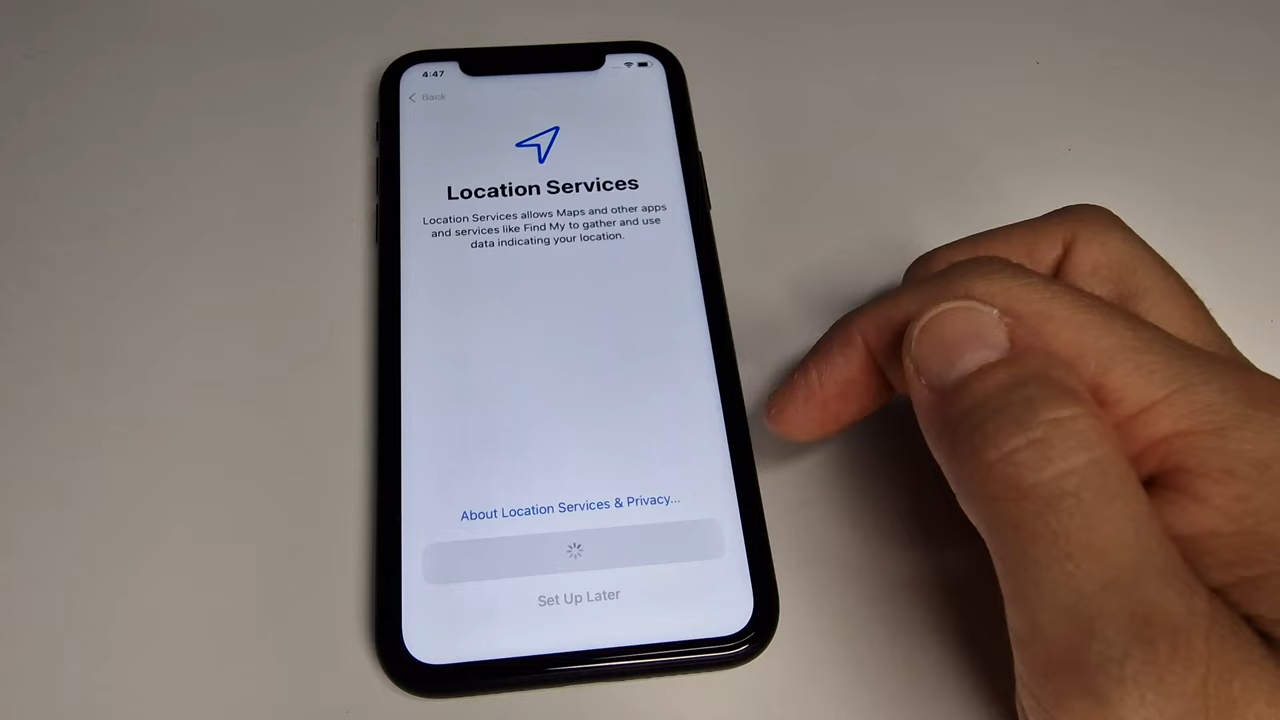 4:47
Back
Location Services
Location Services allows Maps and other apps
and services like Find My to gather and use
data indicating your location.
About Location Services & Privacy...
Set Up Later